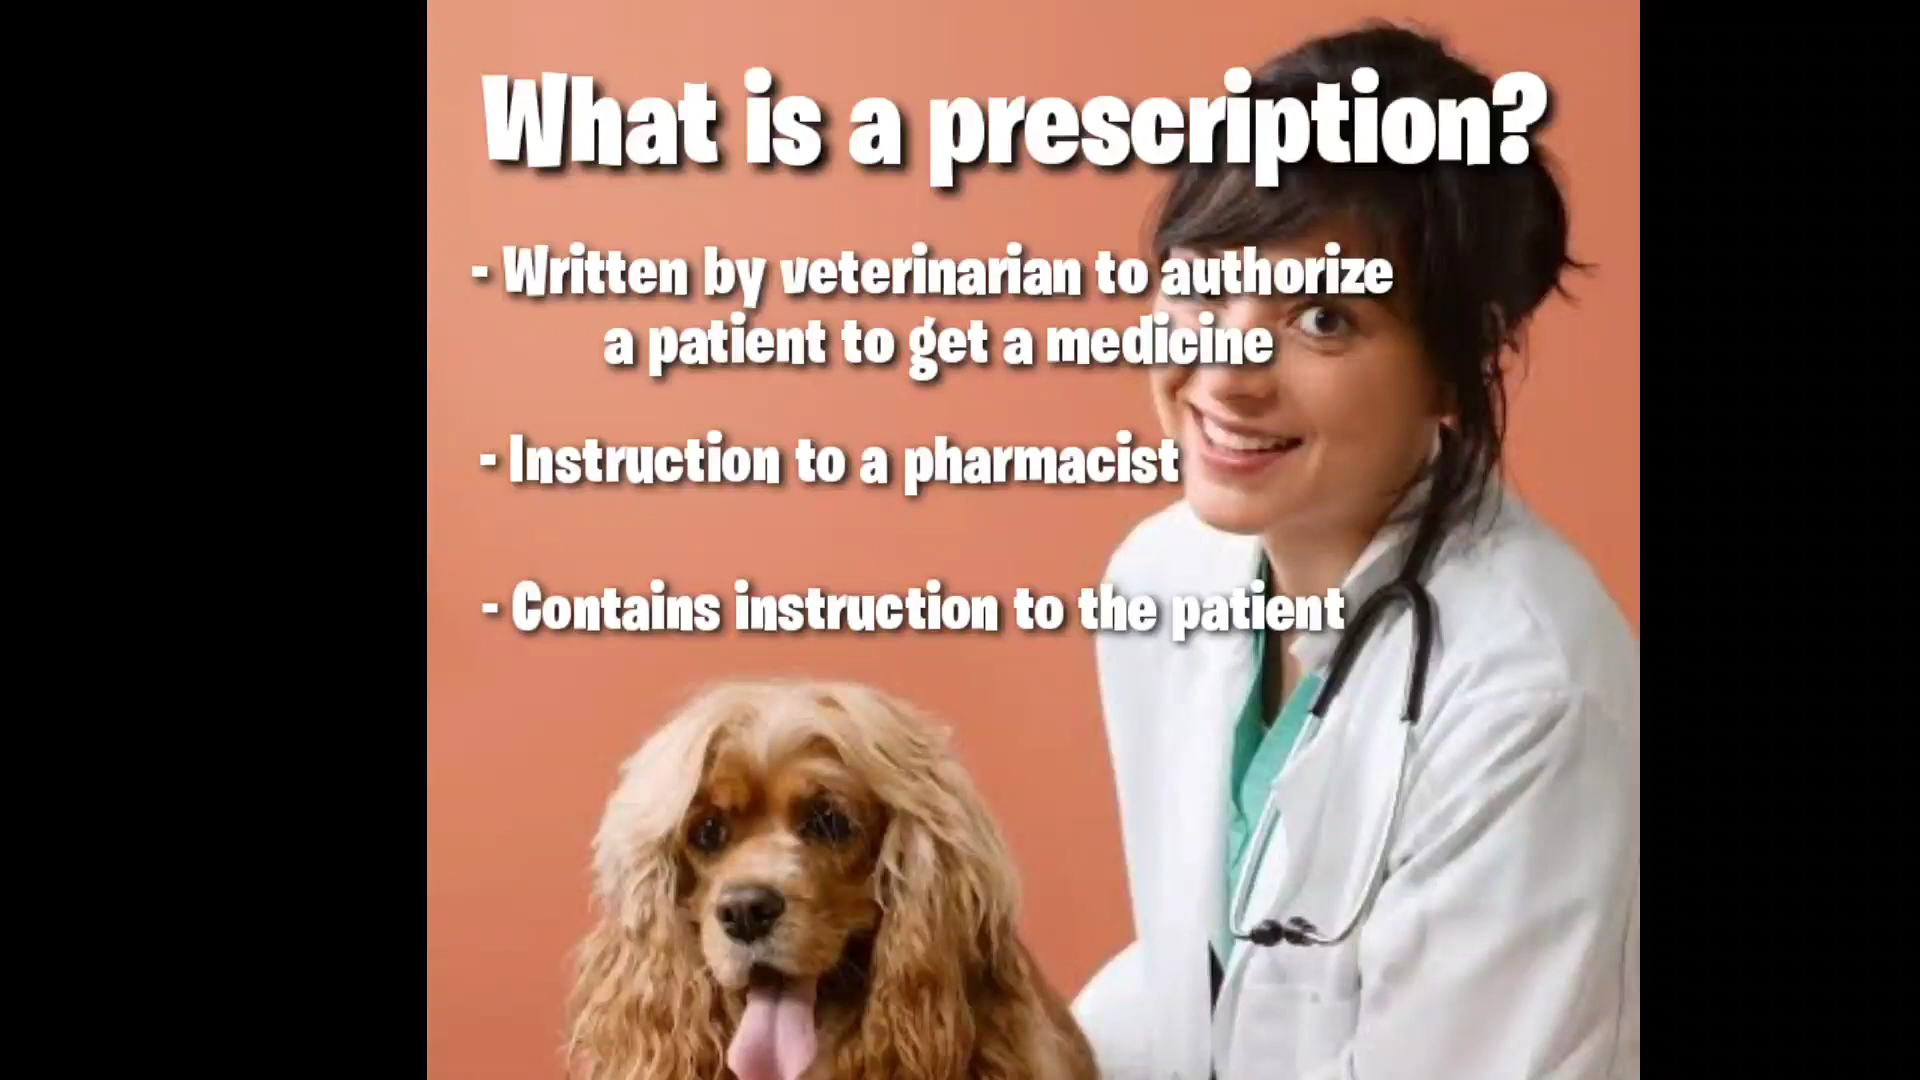 What is a prescription?
- Written by veterinarian to authorize
a patient to get a medicine
- Instruction to a pharmacist
- Contains instruction to the patient